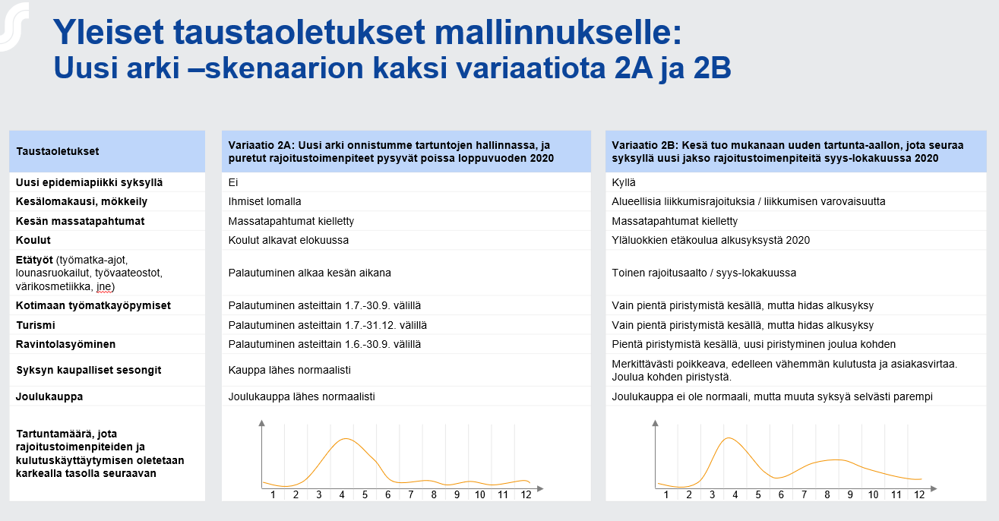 Yleiset taustaoletukset mallinnukselle:
Uusi arki –skenaarion kaksi variaatiota 2A ja 2B
Taustaoletukset
Variaatio 2A: Uusi arki onnistumme tartuntojen hallinnassa, ja
puretut rajoitustoimenpiteet pysyvät poissa loppuvuoden 2020
Variaatio 2B: Kesä tuo mukanaan uuden tartunta-aallon, jota seuraa
syksyllä uusi jakso rajoitustoimenpiteitä syys-lokakuussa 2020
Uusi epidemiapiikki syksyllä
Ei
Kyllä
Kesälomakausi, mökkeily
Ihmiset lomalla
Alueellisia liikkumisrajoituksia / liikkumisen varovaisuutta
Kesän massatapahtumat
Massatapahtumat kielletty
Massatapahtumat kielletty
Koulut
Koulut alkavat elokuussa
Yläluokkien etäkoulua alkusyksystä 2020
Etätyöt (työmatka-ajot,
lounasruokailut, työvaateostot,
värikosmetiikka, jne)
Palautuminen alkaa kesän aikana
Toinen rajoitusaalto / syys-lokakuussa
Kotimaan työmatkayöpymiset
Palautuminen asteittain 1.7.-30.9. välillä
Vain pientä piristymistä kesällä, mutta hidas alkusyksy
Turismi
Palautuminen asteittain 1.7.-31.12. välillä
Vain pientä piristymistä kesällä, mutta hidas alkusyksy
Ravintolasyöminen
Palautuminen asteittain 1.6.-30.9. välillä
Pientä piristymistä kesällä, uusi piristyminen joulua kohden
Syksyn kaupalliset sesongit
Kauppa lähes normaalisti
Merkittävästi poikkeava, edelleen vähemmän kulutusta ja asiakasvirtaa.
Joulua kohden piristystä.
Joulukauppa
Joulukauppa lähes normaalisti
Joulukauppa ei ole normaali, mutta muuta syksyä selvästi parempi
Tartuntamäärä, jota
rajoitustoimenpiteiden ja
kulutuskäyttäytymisen oletetaan
karkealla tasolla seuraavan
1 2 3 4 5 6 7 8 9 10 11 12
1 2 3 4 5 6 7 8 9 10 11 12